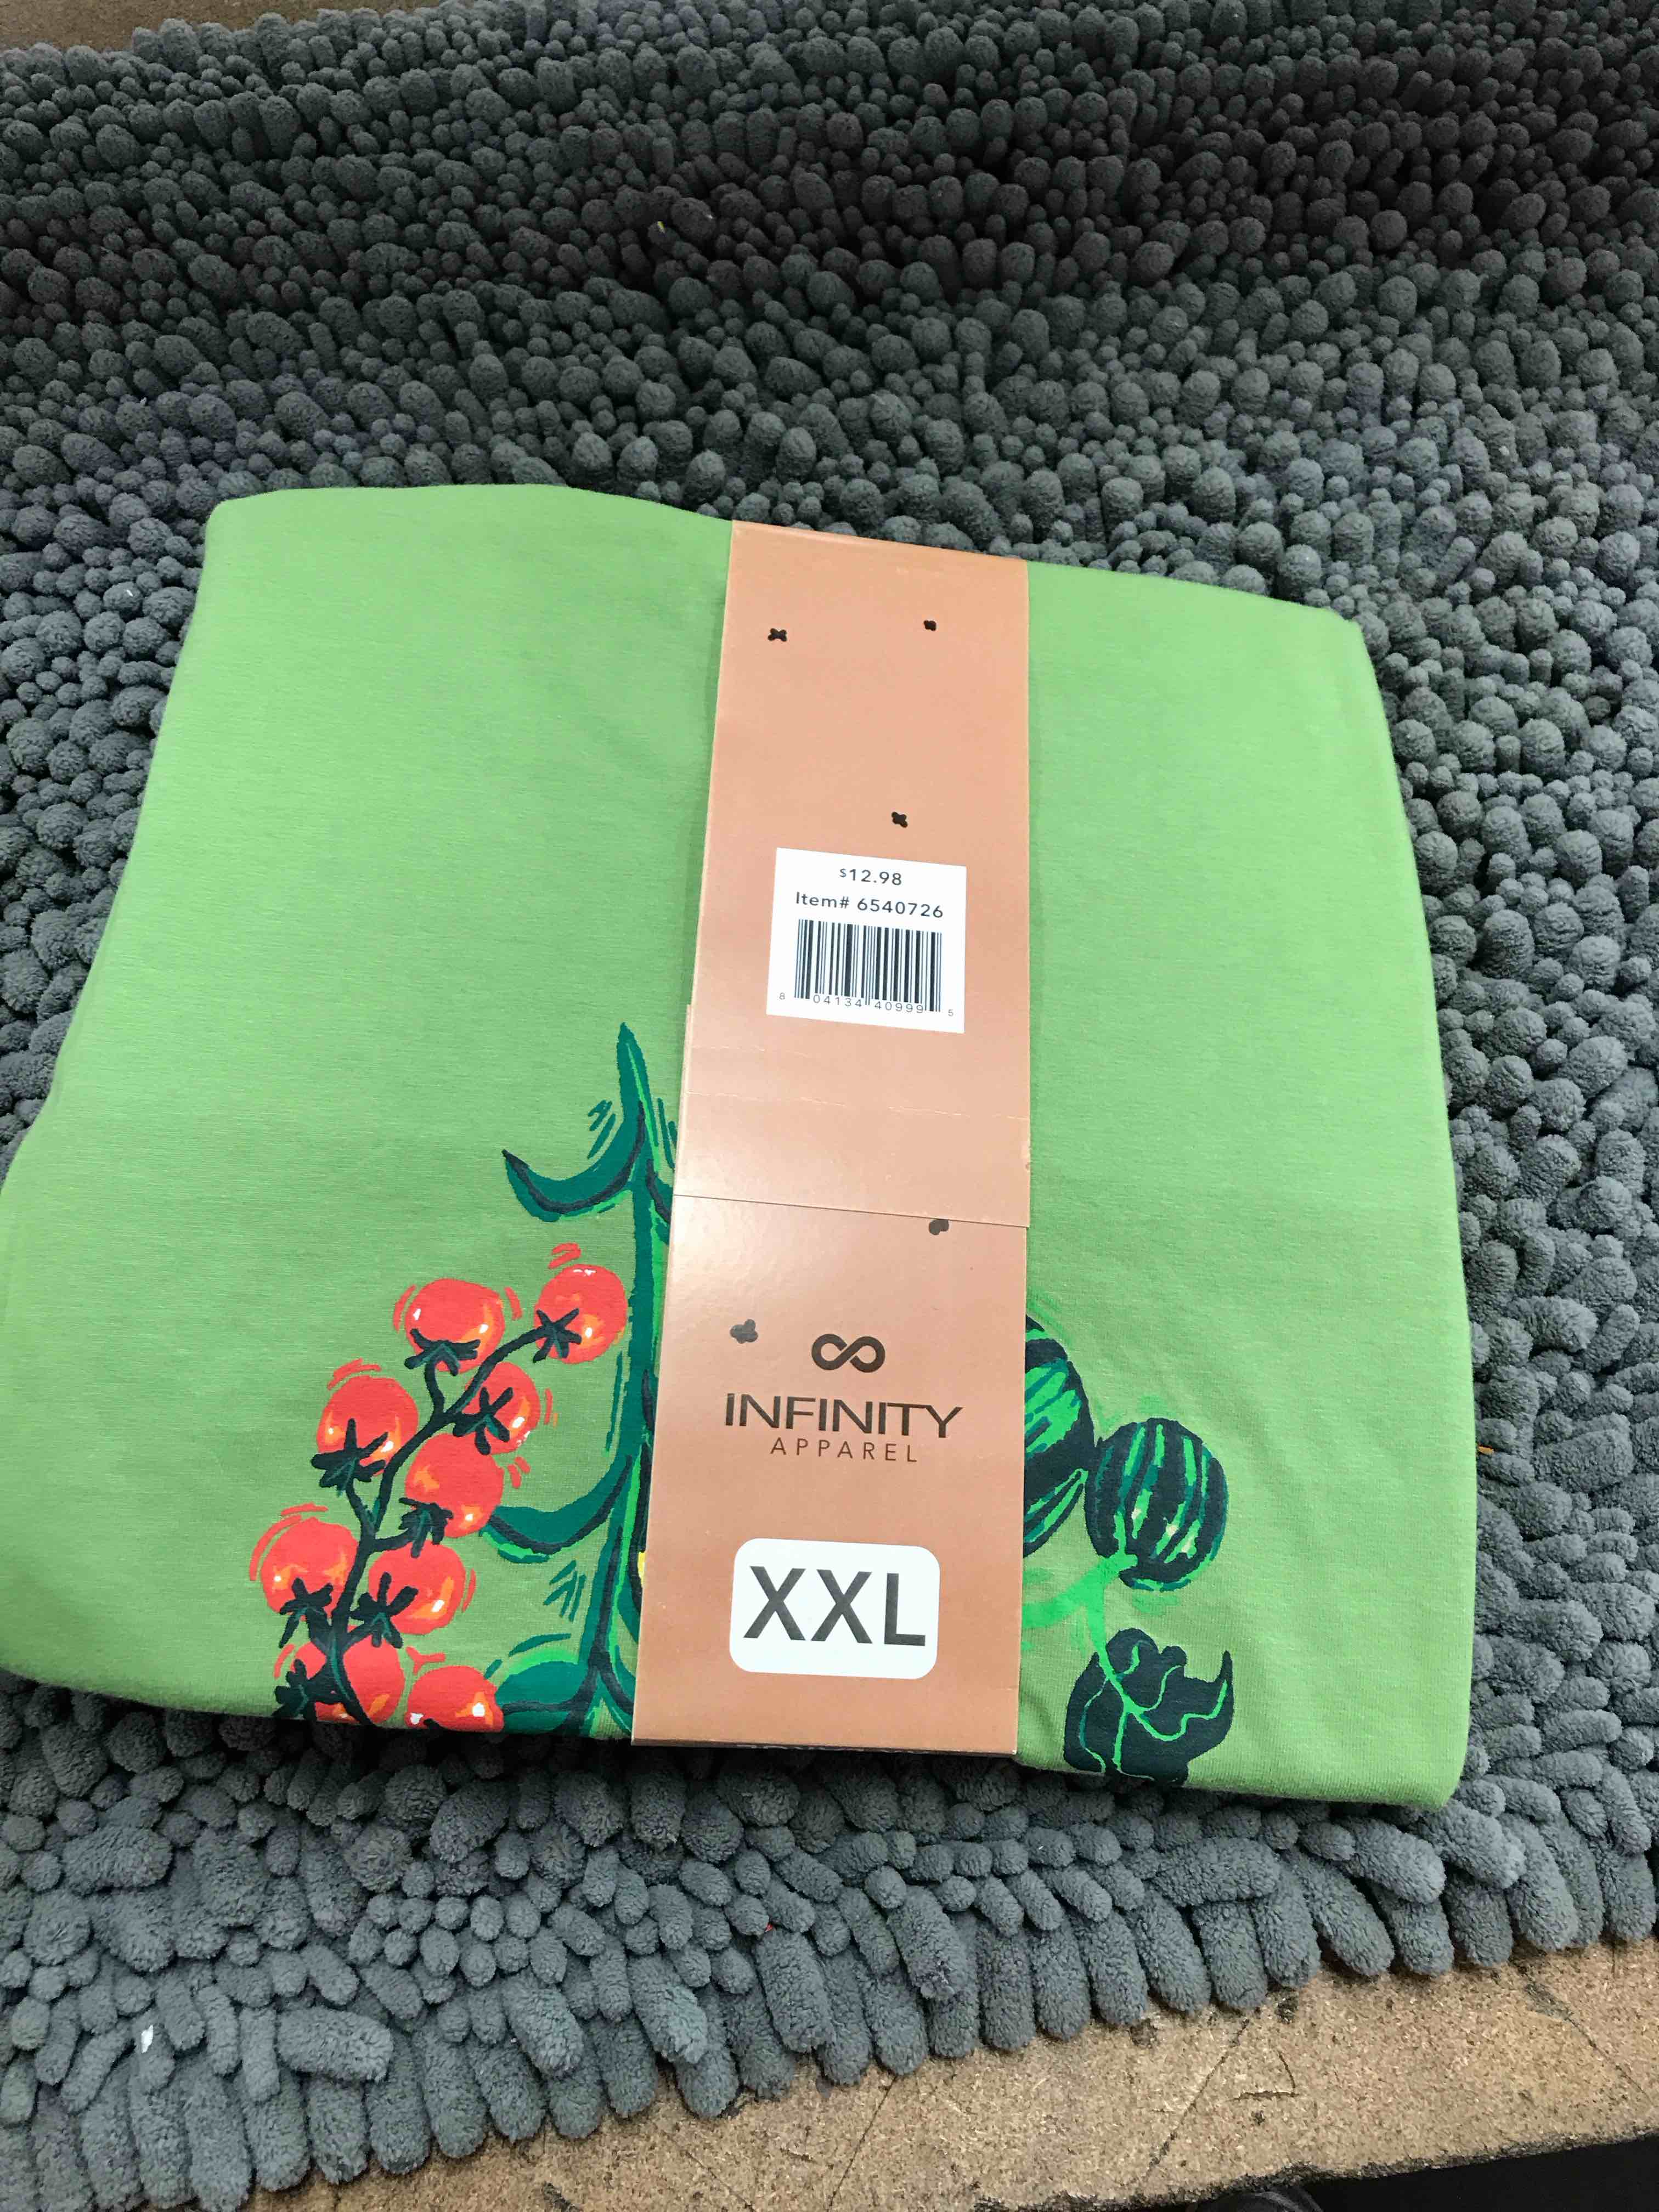 $12.98
Item# 6540726
8 04134 40999 5
INFINITY
APPAREL
XXL